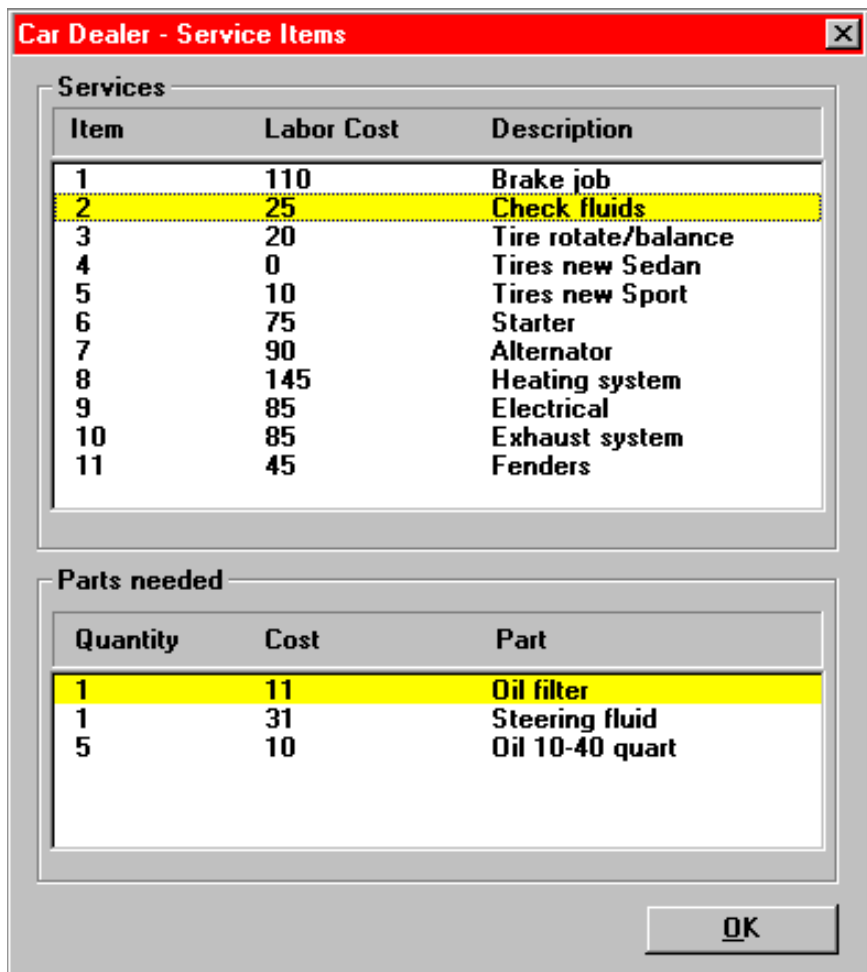 Car Dealer - Service Items
Services
Item Labor Cost Description
1 110 Brake job
2 25 Check fluids
3 20 Tire rotate/balance
4 0 Tires new Sedan
5 10 Tires new Sport
6 75 Starter
7 90 Alternator
8 145 Heating system
9 85 Electrical
10 85 Exhaust system
11 45 Fenders
Parts needed
Quantity Cost Part
1 11 Oil filter
1 31 Steering fluid
5 10 Oil 10-40 quart
OK